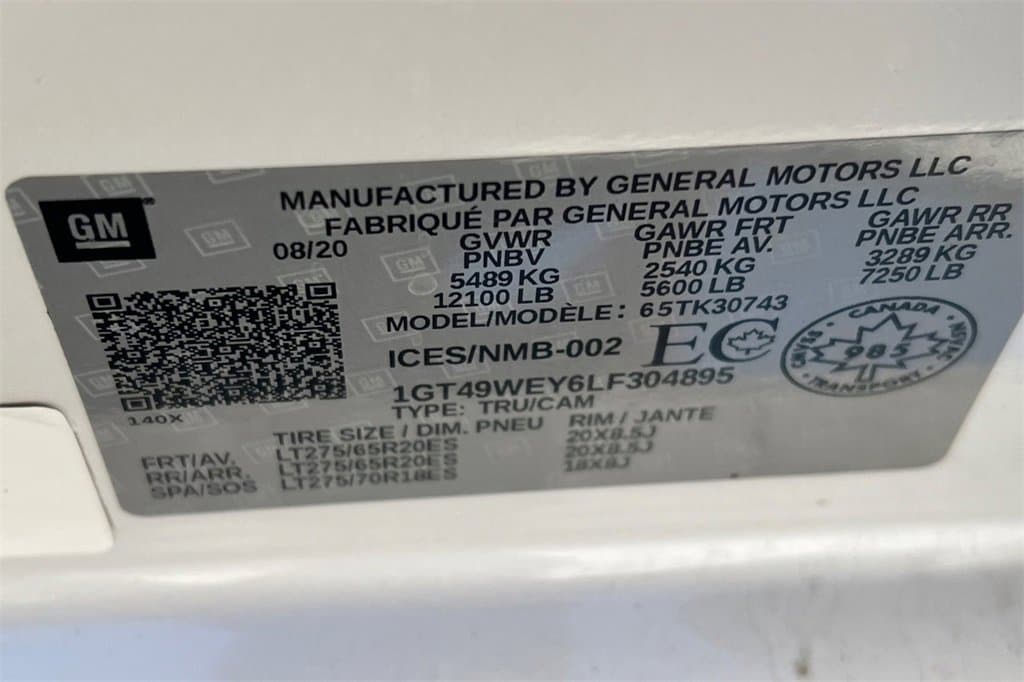 GM
MANUFACTURED BY GENERAL MOTORS LLC
FABRIQUÉ PAR GENERAL MOTORS LLC
08/20
GVWR
PNBV
5489 KG
12100 LB
GAWR FRT
PNBE AV.
2540 KG
5600 LB
GAWR RR
PNBE ARR.
3289 KG
7250 LB
MODEL/MODÈLE: 65TK30743
ICES/NMB-002 EC
CANADA
CMVSS 985 NSVAC
TRANSPORT
1GT49WEY6LF304895
TYPE: TRU/CAM
140X
TIRE SIZE / DIM. PNEU RIM / JANTE
FRT/AV. LT275/65R20ES 20X8.5J
RR/ARR. LT275/65R20ES 20X8.5J
SPA/SOS LT275/70R18ES 18X8J